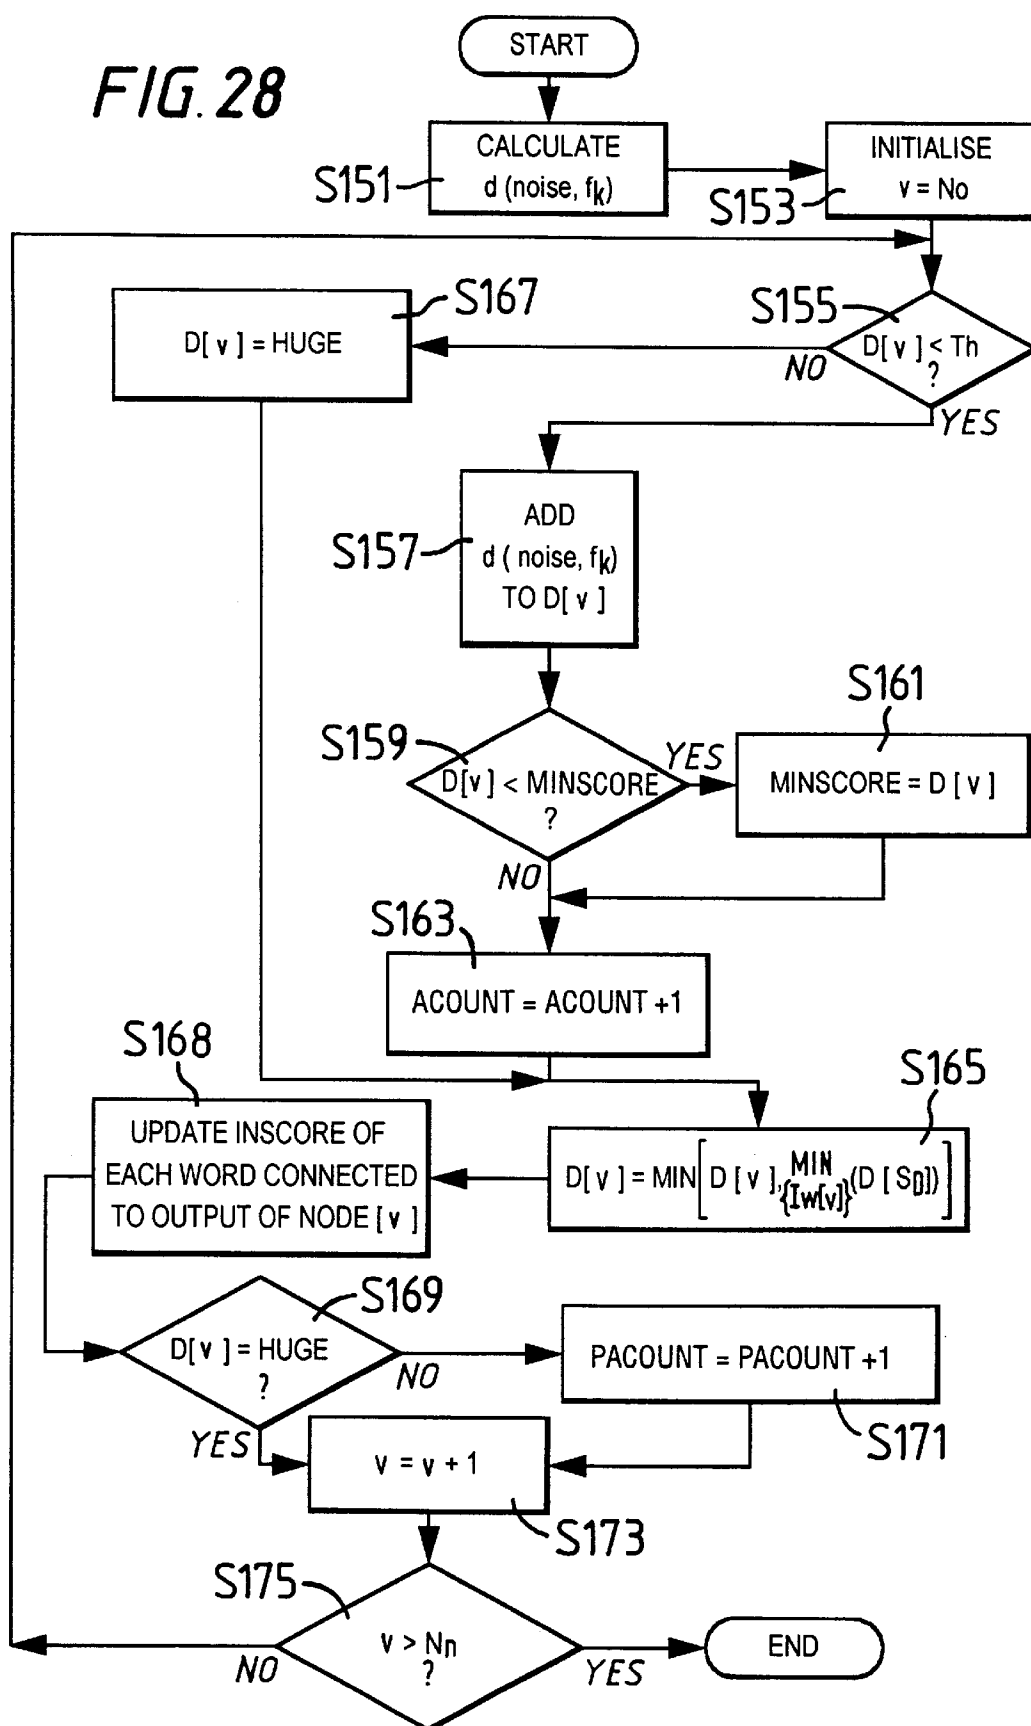 FIG. 28
START
S151
CALCULATE
d (noise, fk)
S153
INITIALISE
v = No
S155
D[v] < Th
?
NO
YES
S167
D[v] = HUGE
S157
ADD
d ( noise, fk)
TO D[ v ]
S159
D[v] < MINSCORE
?
YES
NO
S161
MINSCORE = D [ v ]
S163
ACOUNT = ACOUNT +1
S165
D[v] = MIN[ D [ v ], MIN {Iw[v]} (D [ S0]) ]
S168
UPDATE INSCORE OF
EACH WORD CONNECTED
TO OUTPUT OF NODE [ v ]
S169
D[v] = HUGE
?
NO
YES
PACOUNT = PACOUNT +1
S171
v = v + 1
S173
S175
v > Nn
?
NO
YES
END